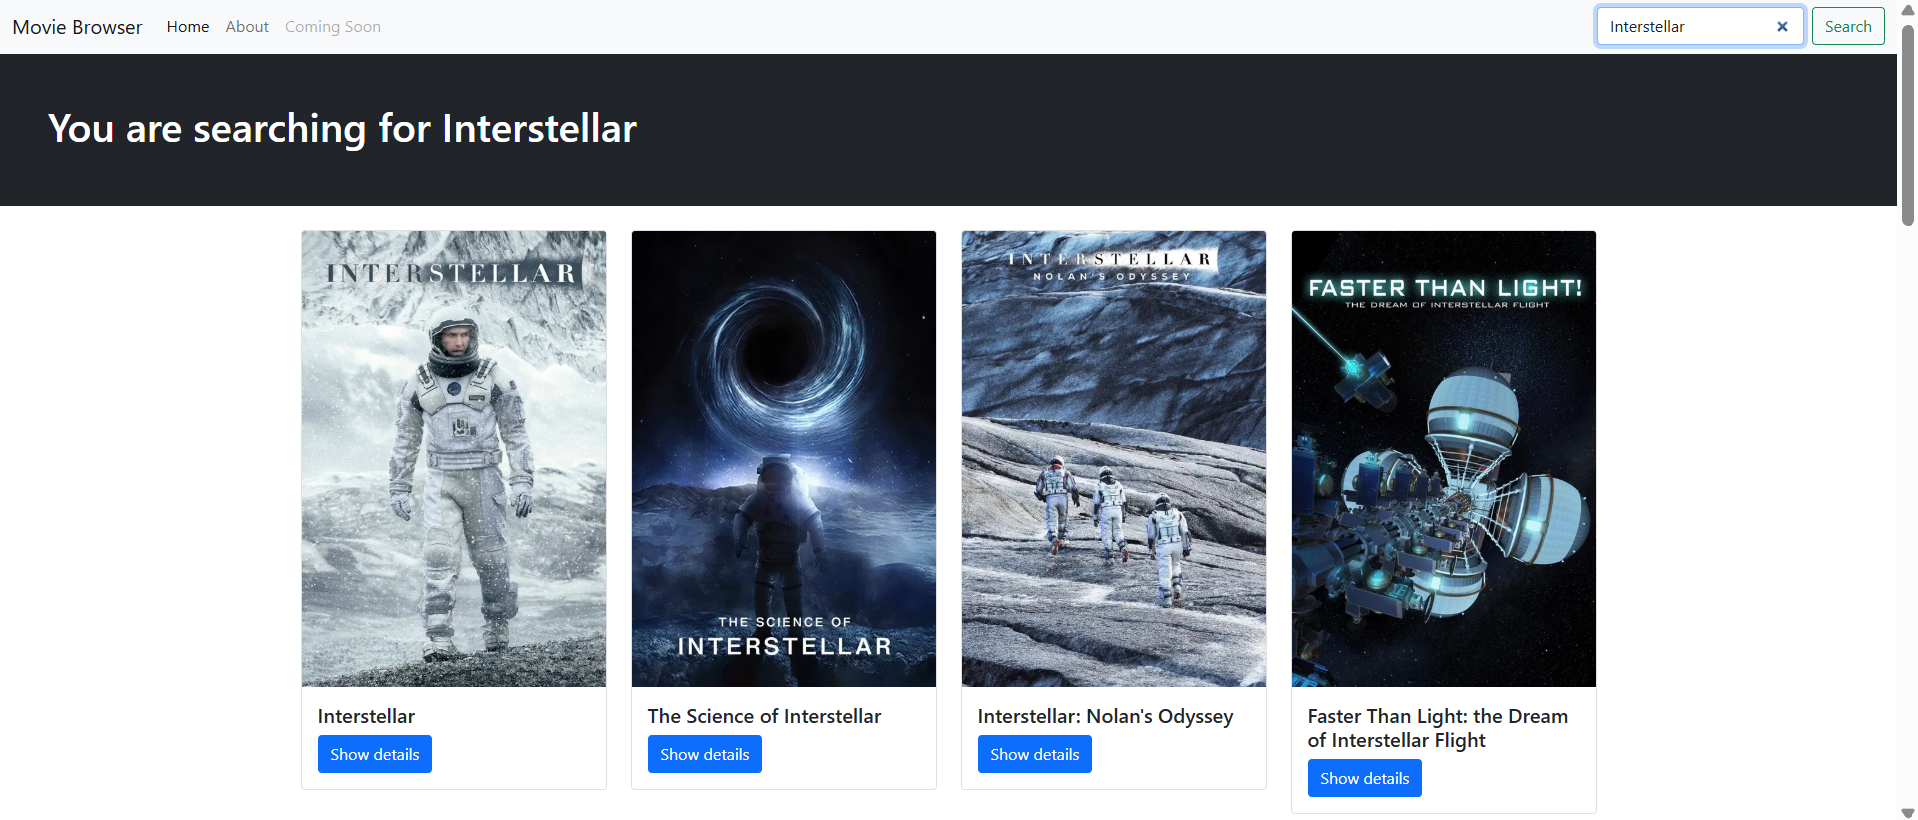 Movie Browser Home About Coming Soon Interstellar Search
You are searching for Interstellar
INTERSTELLAR
THE SCIENCE OF
INTERSTELLAR
INTERSTELLAR
NOLAN'S ODYSSEY
FASTER THAN LIGHT!
THE DREAM OF INTERSTELLAR FLIGHT
Interstellar
Show details
The Science of Interstellar
Show details
Interstellar: Nolan's Odyssey
Show details
Faster Than Light: the Dream
of Interstellar Flight
Show details